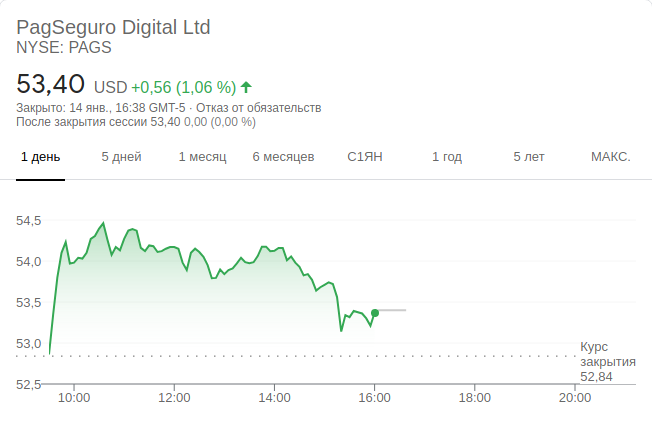 PagSeguro Digital Ltd
NYSE: PAGS
53,40 USD +0,56 (1,06 %)
Закрыто: 14 янв., 16:38 GMT-5 · Отказ от обязательств
После закрытия сессии 53,40 0,00 (0,00 %)
1 день 5 дней 1 месяц 6 месяцев С1ЯН 1 год 5 лет МАКС.
54,5
54,0
53,5
53,0
52,5
Курс
закрытия
52,84
10:00 12:00 14:00 16:00 18:00 20:00